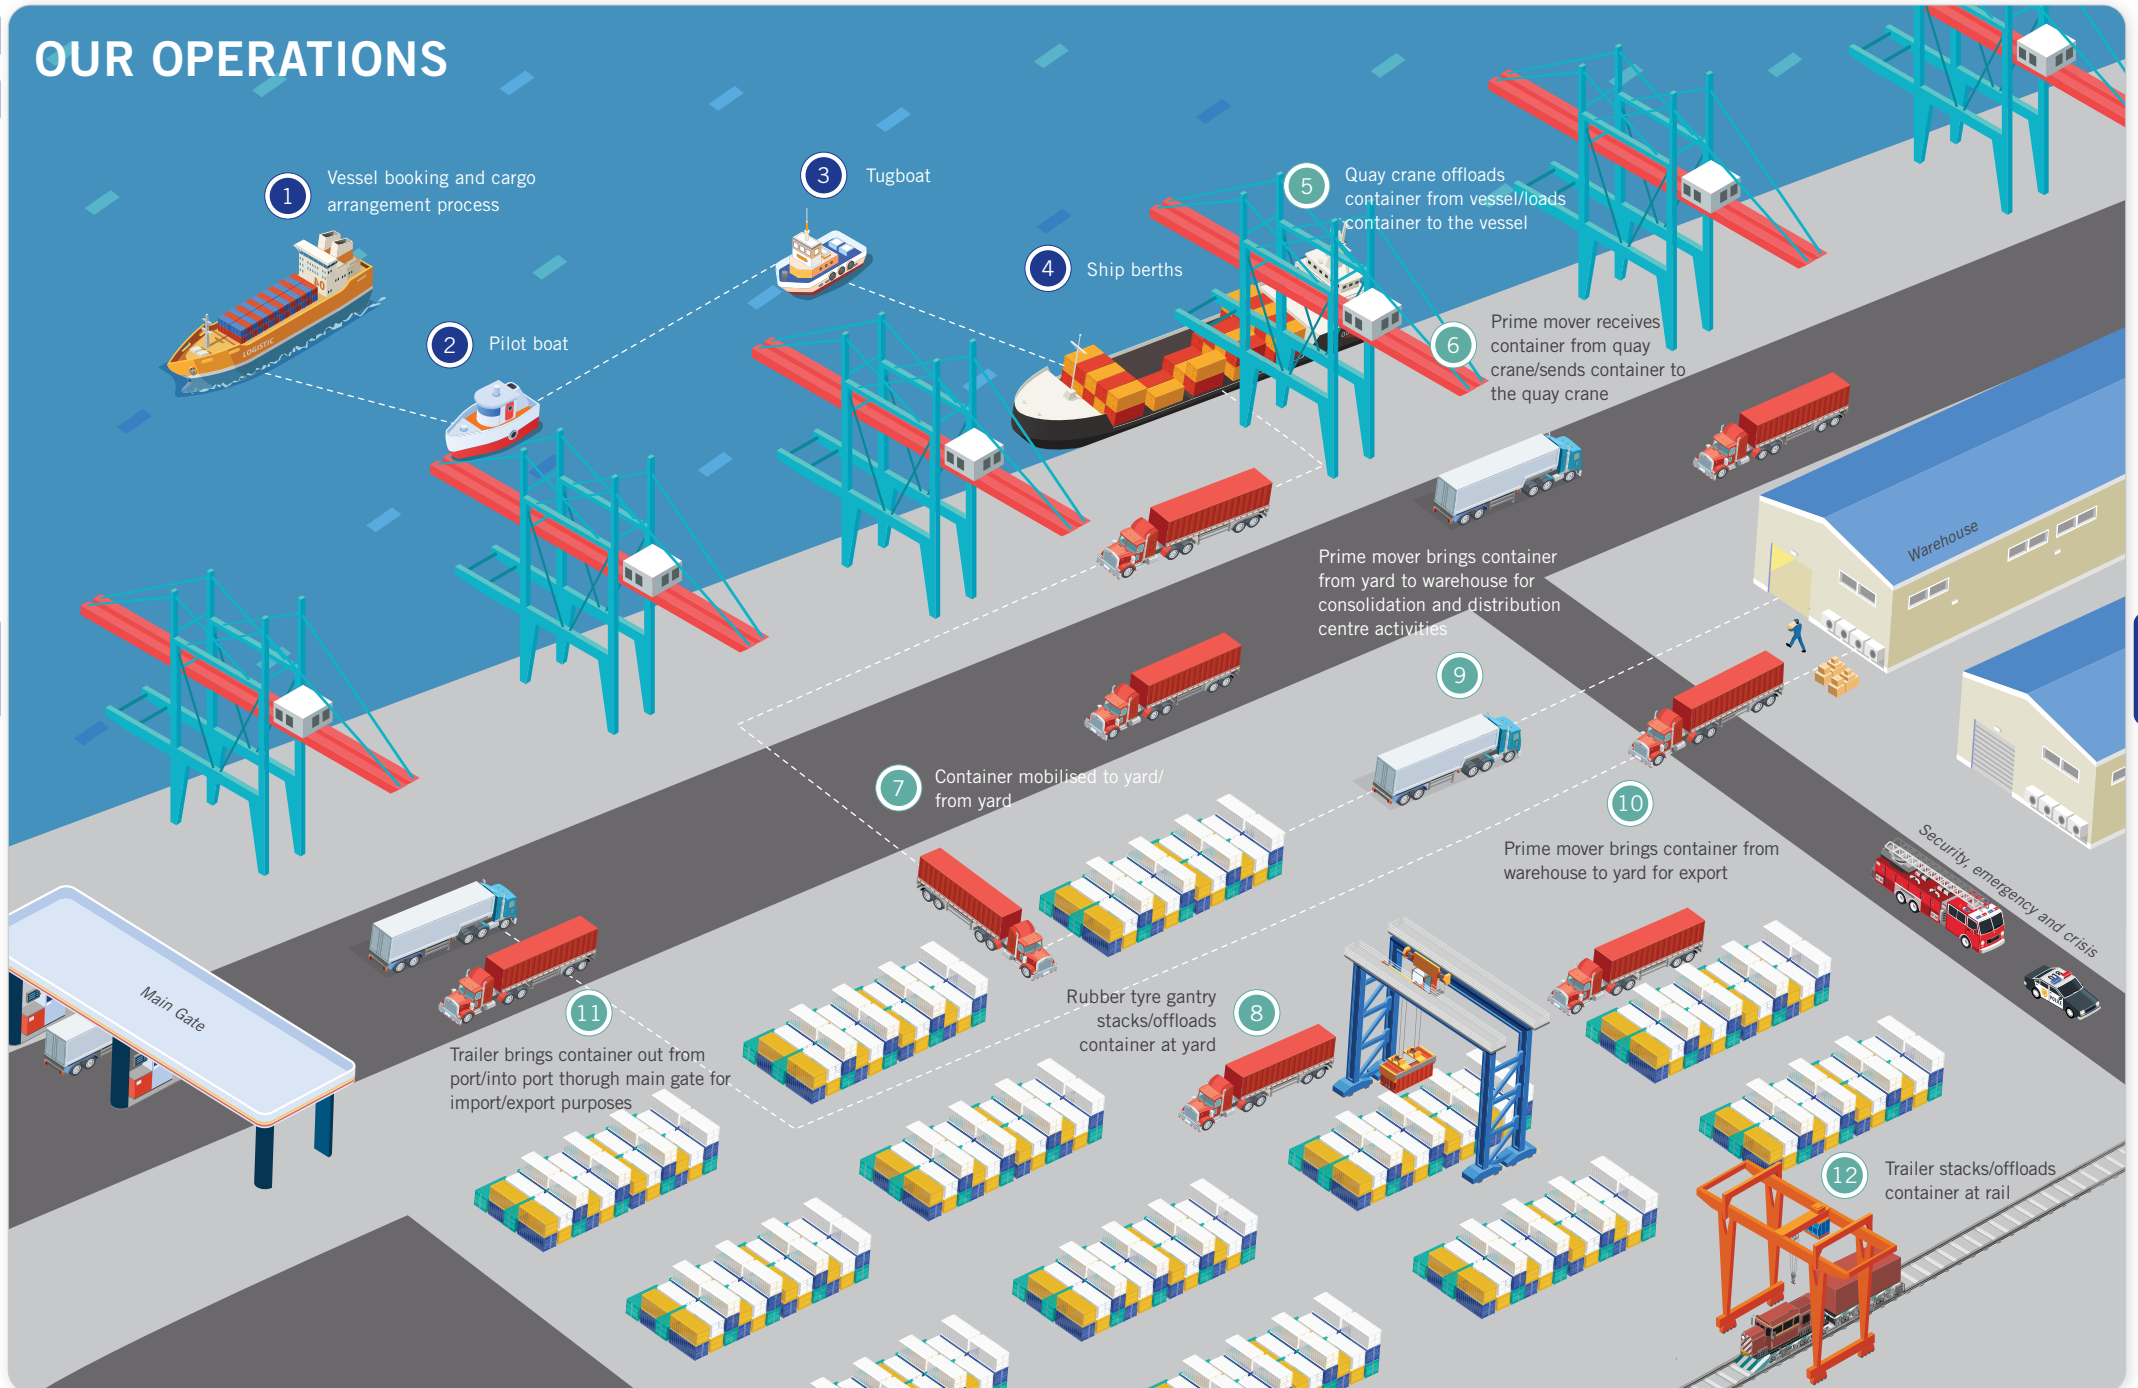 OUR OPERATIONS
1
Vessel booking and cargo
arrangement process
2
Pilot boat
3
Tugboat
4
Ship berths
5
Quay crane offloads
container from vessel/loads
container to the vessel
6
Prime mover receives
container from quay
crane/sends container to
the quay crane
LOGISTIC
Warehouse
Prime mover brings container
from yard to warehouse for
consolidation and distribution
centre activities
9
7
Container mobilised to yard/
from yard
10
Prime mover brings container from
warehouse to yard for export
Security, emergency and crisis
Main Gate
Rubber tyre gantry
stacks/offloads
container at yard
8
11
Trailer brings container out from
port/into port thorugh main gate for
import/export purposes
12
Trailer stacks/offloads
container at rail